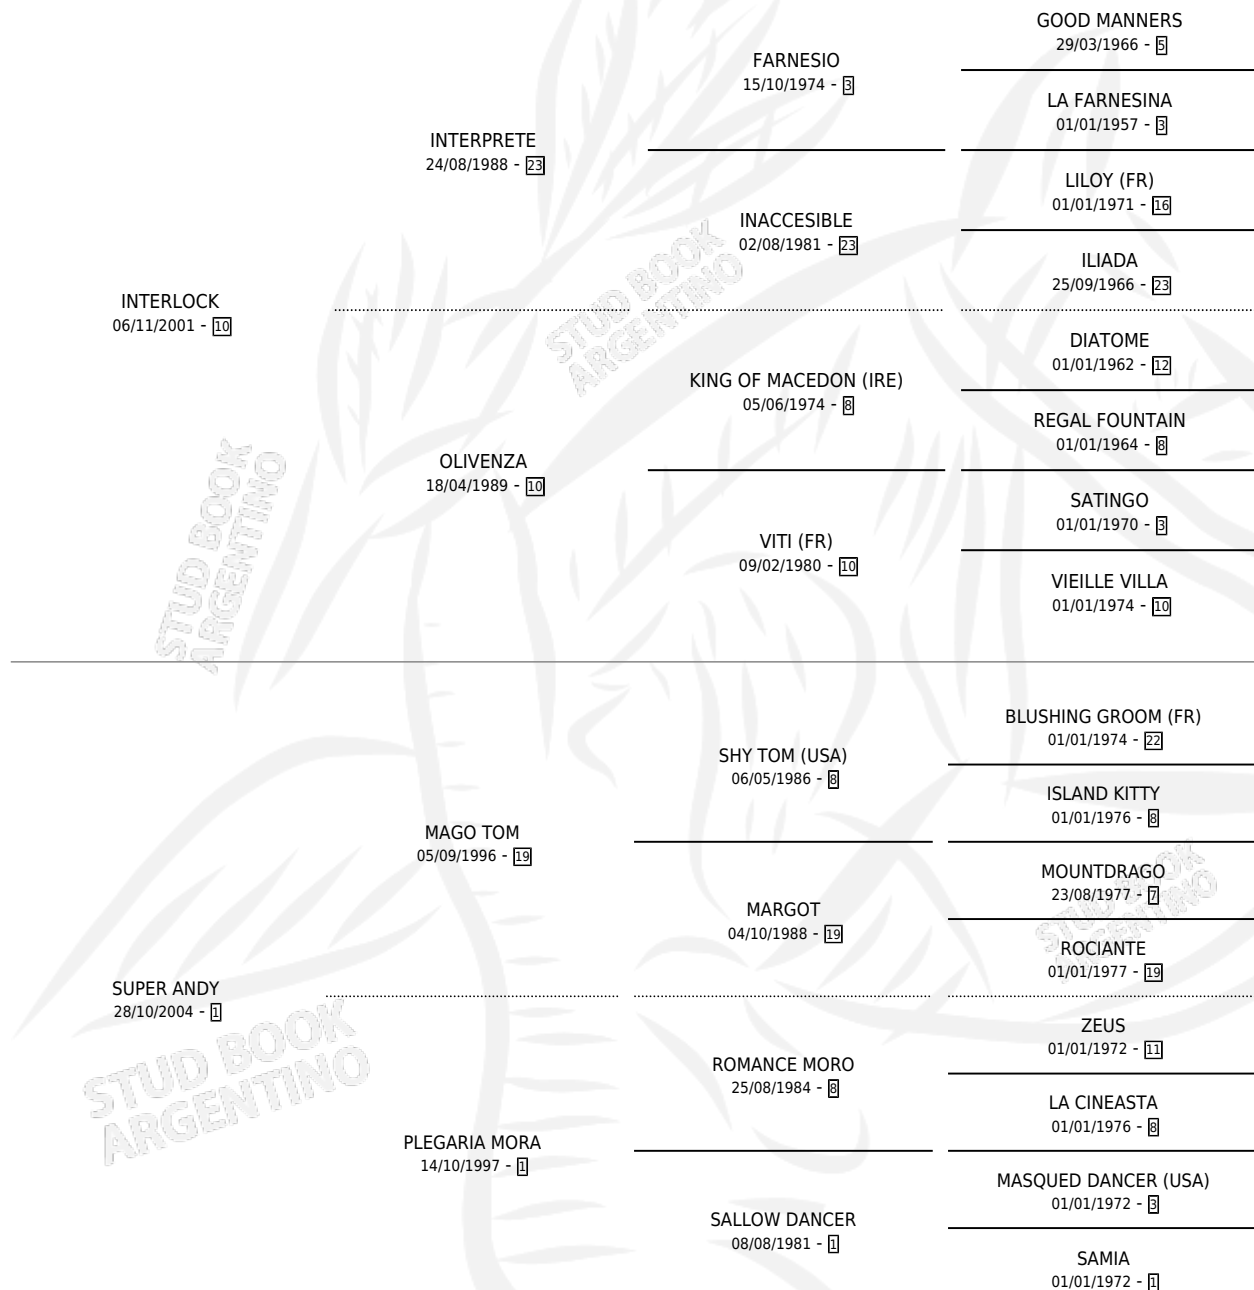 GOOD MANNERS
29/03/1966 - 5
FARNESIO
15/10/1974 - 3
LA FARNESINA
01/01/1957 - 3
INTERPRETE
24/08/1988 - 23
LILOY (FR)
01/01/1971 - 16
INACCESIBLE
02/08/1981 - 23
ILIADA
25/09/1966 - 23
INTERLOCK
06/11/2001 - 10
DIATOME
01/01/1962 - 12
KING OF MACEDON (IRE)
05/06/1974 - 8
REGAL FOUNTAIN
01/01/1964 - 8
OLIVENZA
18/04/1989 - 10
SATINGO
01/01/1970 - 3
VITI (FR)
09/02/1980 - 10
VIEILLE VILLA
01/01/1974 - 10
BLUSHING GROOM (FR)
01/01/1974 - 22
SHY TOM (USA)
06/05/1986 - 8
ISLAND KITTY
01/01/1976 - 8
MAGO TOM
05/09/1996 - 19
MOUNTDRAGO
23/08/1977 - 7
MARGOT
04/10/1988 - 19
ROCIANTE
01/01/1977 - 19
SUPER ANDY
28/10/2004 - 1
ZEUS
01/01/1972 - 11
ROMANCE MORO
25/08/1984 - 8
LA CINEASTA
01/01/1976 - 8
PLEGARIA MORA
14/10/1997 - 1
MASQUED DANCER (USA)
01/01/1972 - 3
SALLOW DANCER
08/08/1981 - 1
SAMIA
01/01/1972 - 1
STUD BOOK
ARGENTINO
STUD BOOK
ARGENTINO
STUD BOOK
ARGENTINO
STUD BOOK
ARGENTINO